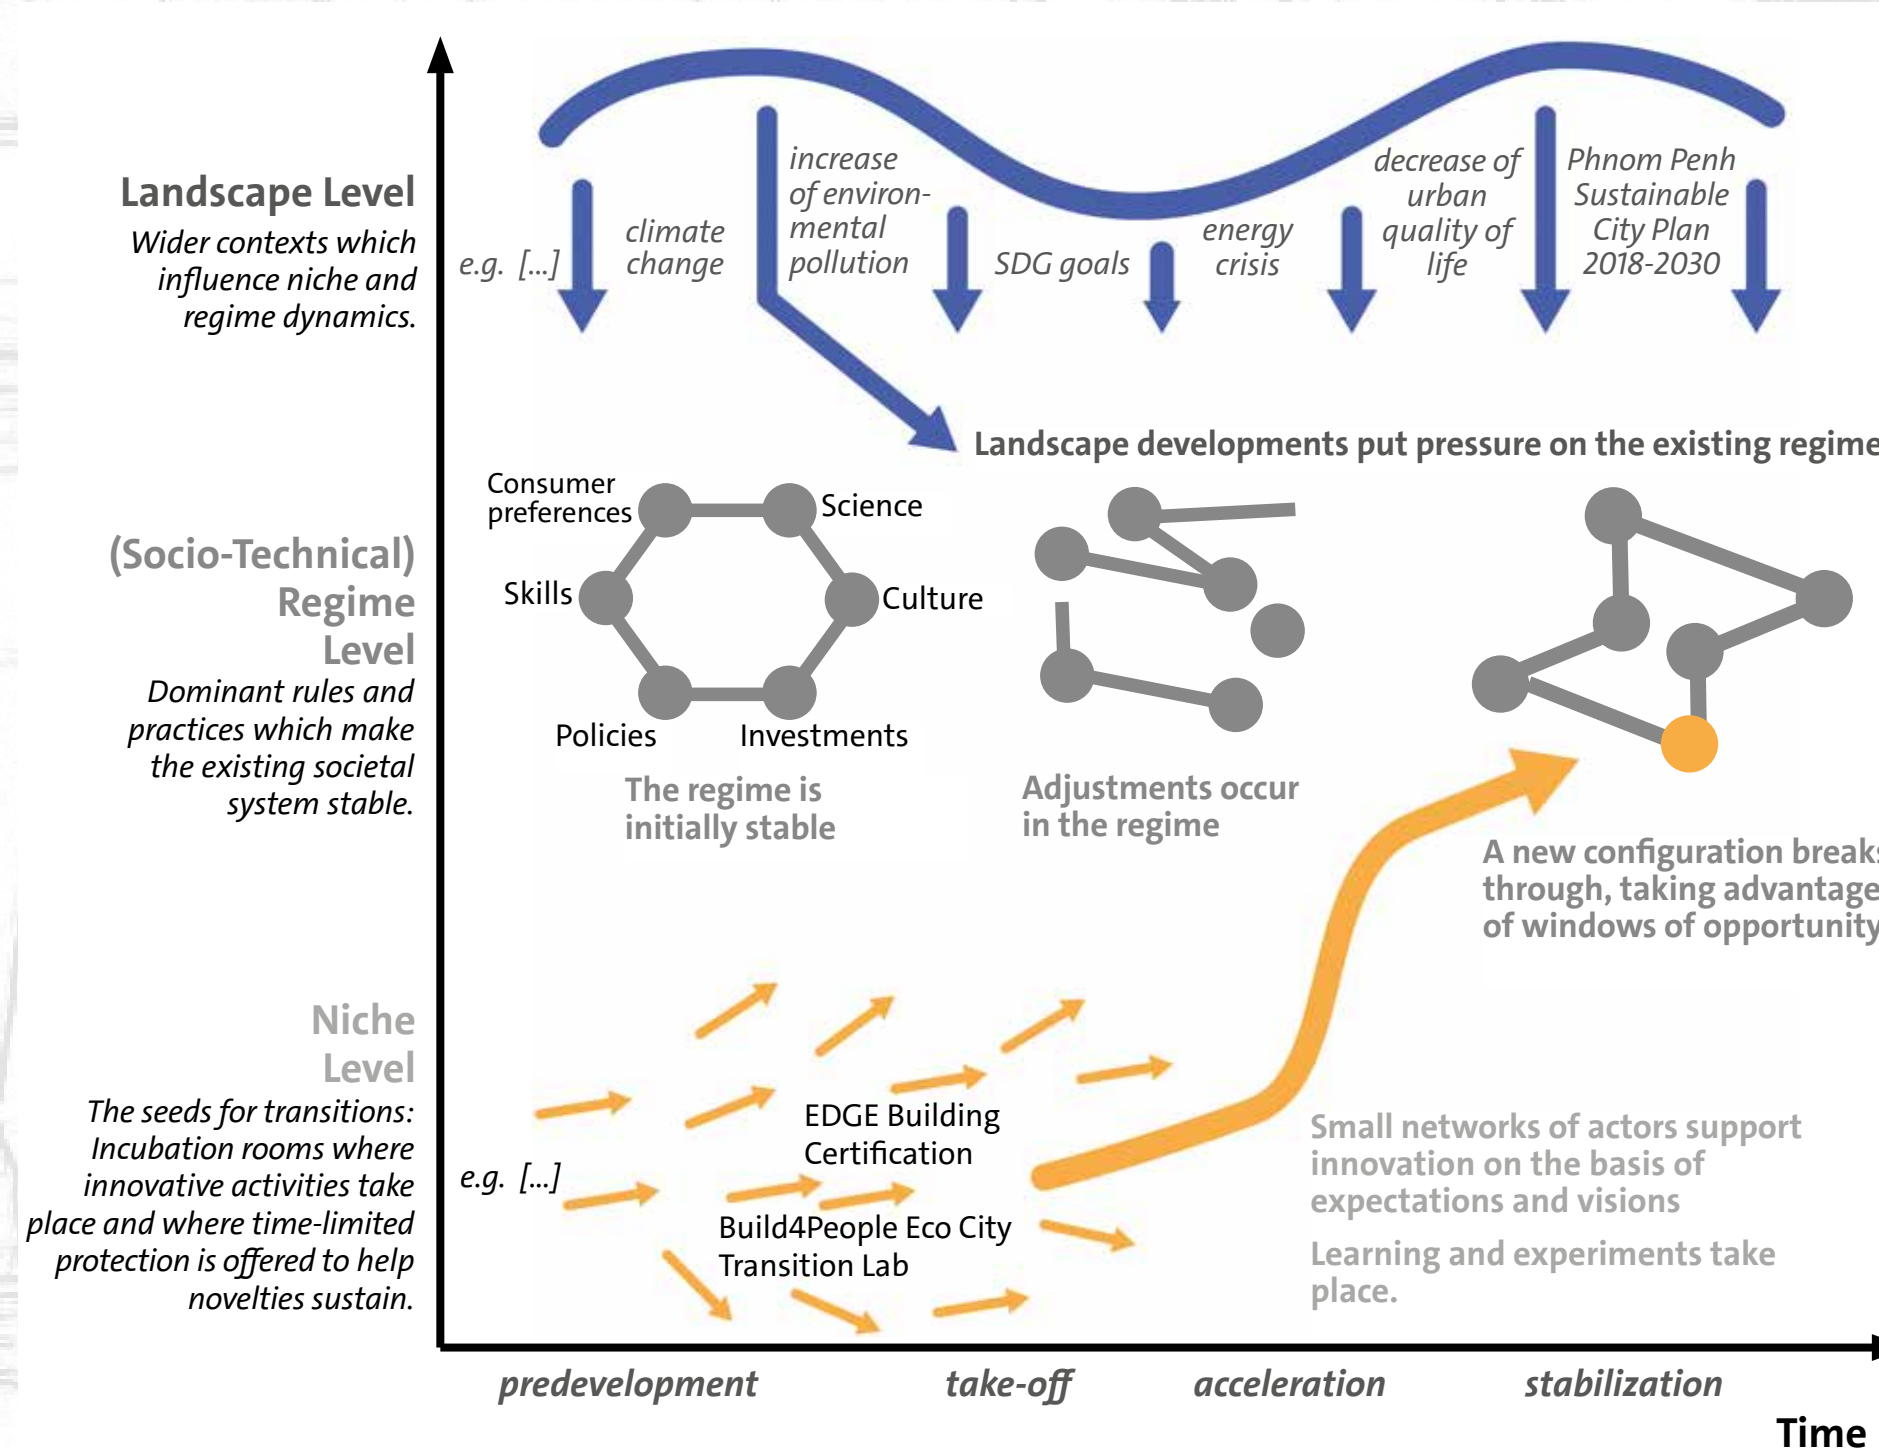 Landscape Level
Wider contexts which
influence niche and
regime dynamics.
e.g. [...]
climate
change
increase
of environ-
mental
pollution
SDG goals
energy
crisis
decrease of
urban
quality of
life
Phnom Penh
Sustainable
City Plan
2018-2030
Landscape developments put pressure on the existing regime
(Socio-Technical)
Regime
Level
Dominant rules and
practices which make
the existing societal
system stable.
Consumer
preferences
Science
Skills
Culture
Policies
Investments
The regime is
initially stable
Adjustments occur
in the regime
A new configuration breaks
through, taking advantage
of windows of opportunity
Niche
Level
The seeds for transitions:
Incubation rooms where
innovative activities take
place and where time-limited
protection is offered to help
novelties sustain.
e.g. [...]
EDGE Building
Certification
Build4People Eco City
Transition Lab
Small networks of actors support
innovation on the basis of
expectations and visions
Learning and experiments take
place.
predevelopment
take-off
acceleration
stabilization
Time